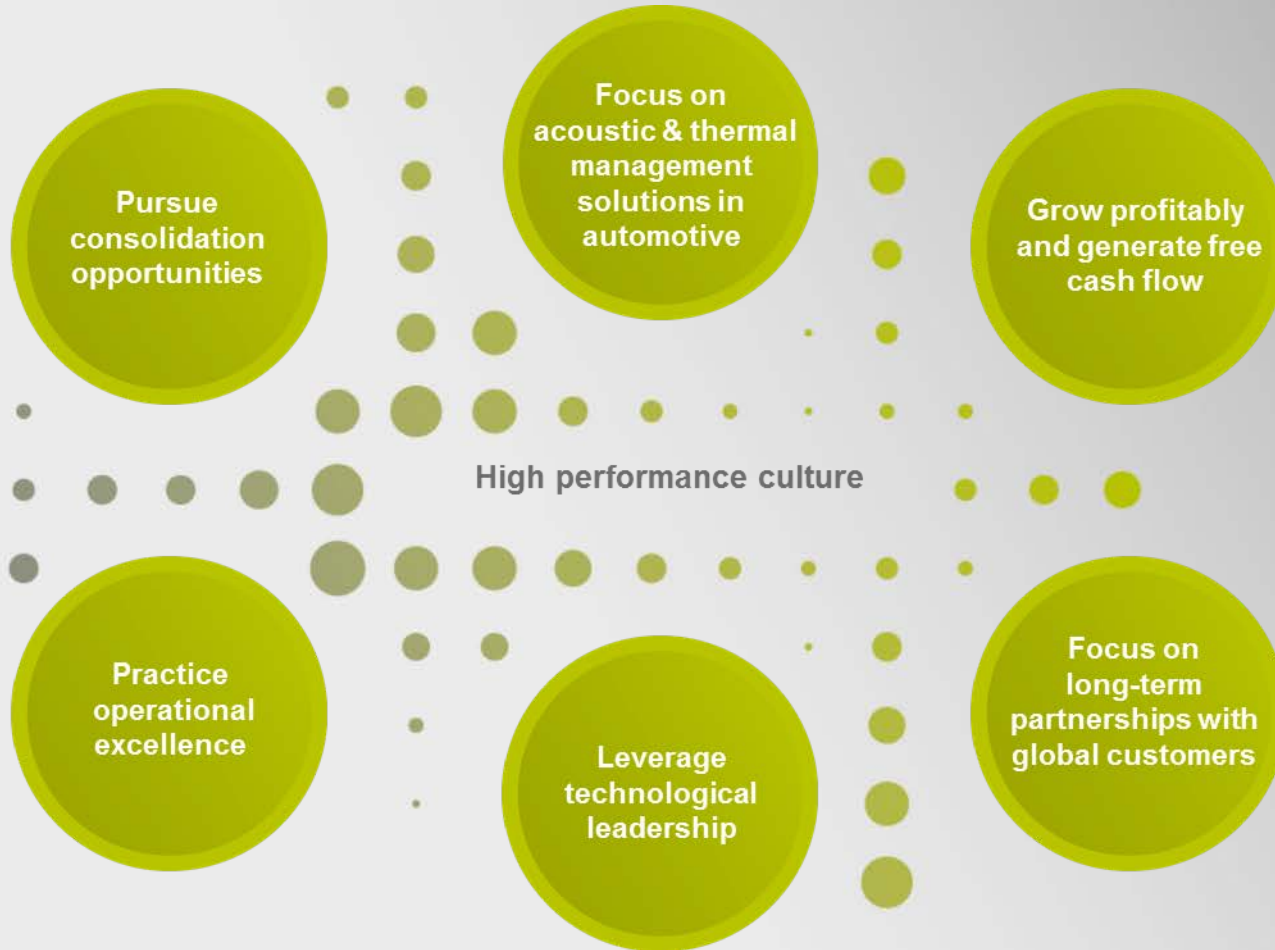 Focus on
acoustic & thermal
management
solutions in
automotive
Pursue
consolidation
opportunities
Grow profitably
and generate free
cash flow
High performance culture
Practice
operational
excellence
Leverage
technological
leadership
Focus on
long-term
partnerships with
global customers